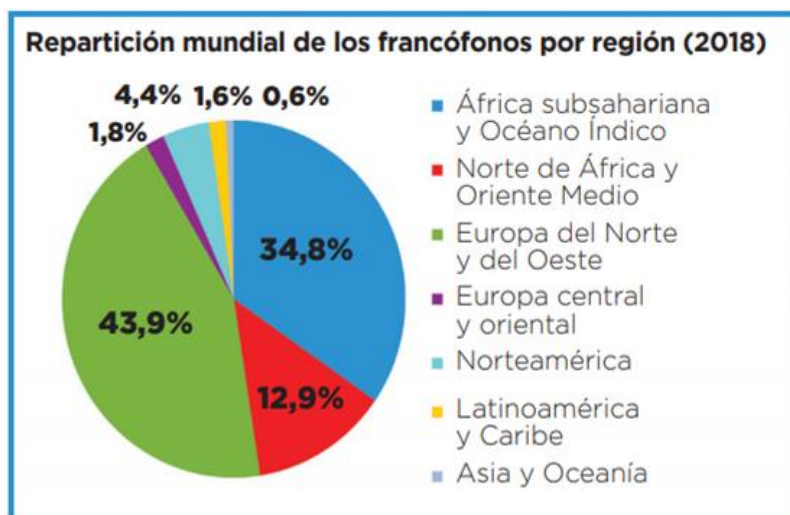 Repartición mundial de los francófonos por región (2018)
4,4% 1,6% 0,6%
1,8%
34,8%
43,9%
12,9%
África subsahariana
y Océano Índico
Norte de África y
Oriente Medio
Europa del Norte
y del Oeste
Europa central
y oriental
Norteamérica
Latinoamérica
y Caribe
Asia y Oceanía